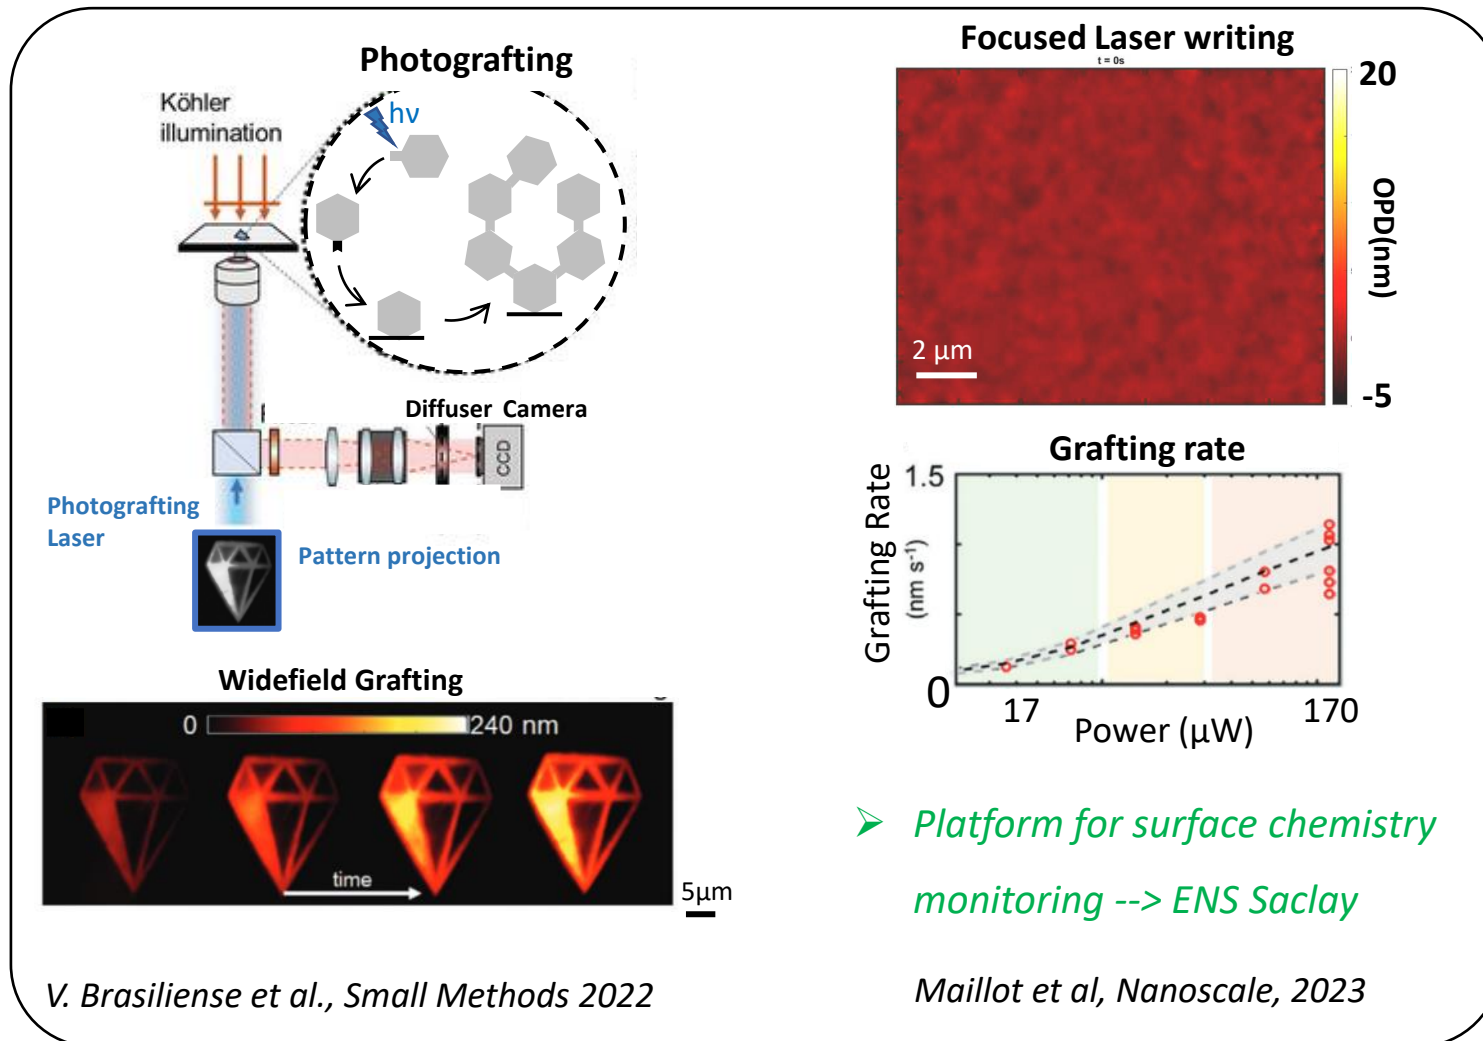 Photografting
Köhler
illumination
hν
Diffuser Camera
CCD
Photografting
Laser
Pattern projection
Widefield Grafting
0
240 nm
time
5µm
V. Brasiliense et al., Small Methods 2022
Focused Laser writing
t = 0s
20
OPD(nm)
-5
2 µm
Grafting rate
1.5
Grafting Rate
(nm s⁻¹)
0
17
170
Power (µW)
➢ Platform for surface chemistry
monitoring --> ENS Saclay
Maillot et al, Nanoscale, 2023